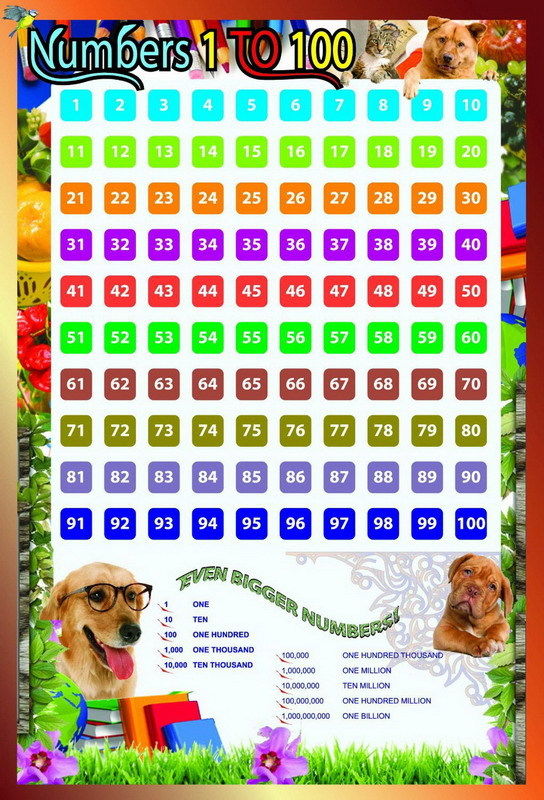 Numbers 1 TO 100
1 2 3 4 5 6 7 8 9 10
11 12 13 14 15 16 17 18 19 20
21 22 23 24 25 26 27 28 29 30
31 32 33 34 35 36 37 38 39 40
41 42 43 44 45 46 47 48 49 50
51 52 53 54 55 56 57 58 59 60
61 62 63 64 65 66 67 68 69 70
71 72 73 74 75 76 77 78 79 80
81 82 83 84 85 86 87 88 89 90
91 92 93 94 95 96 97 98 99 100
EVEN BIGGER NUMBERS!
1 ONE
10 TEN
100 ONE HUNDRED
1,000 ONE THOUSAND
10,000 TEN THOUSAND
100,000 ONE HUNDRED THOUSAND
1,000,000 ONE MILLION
10,000,000 TEN MILLION
100,000,000 ONE HUNDRED MILLION
1,000,000,000 ONE BILLION